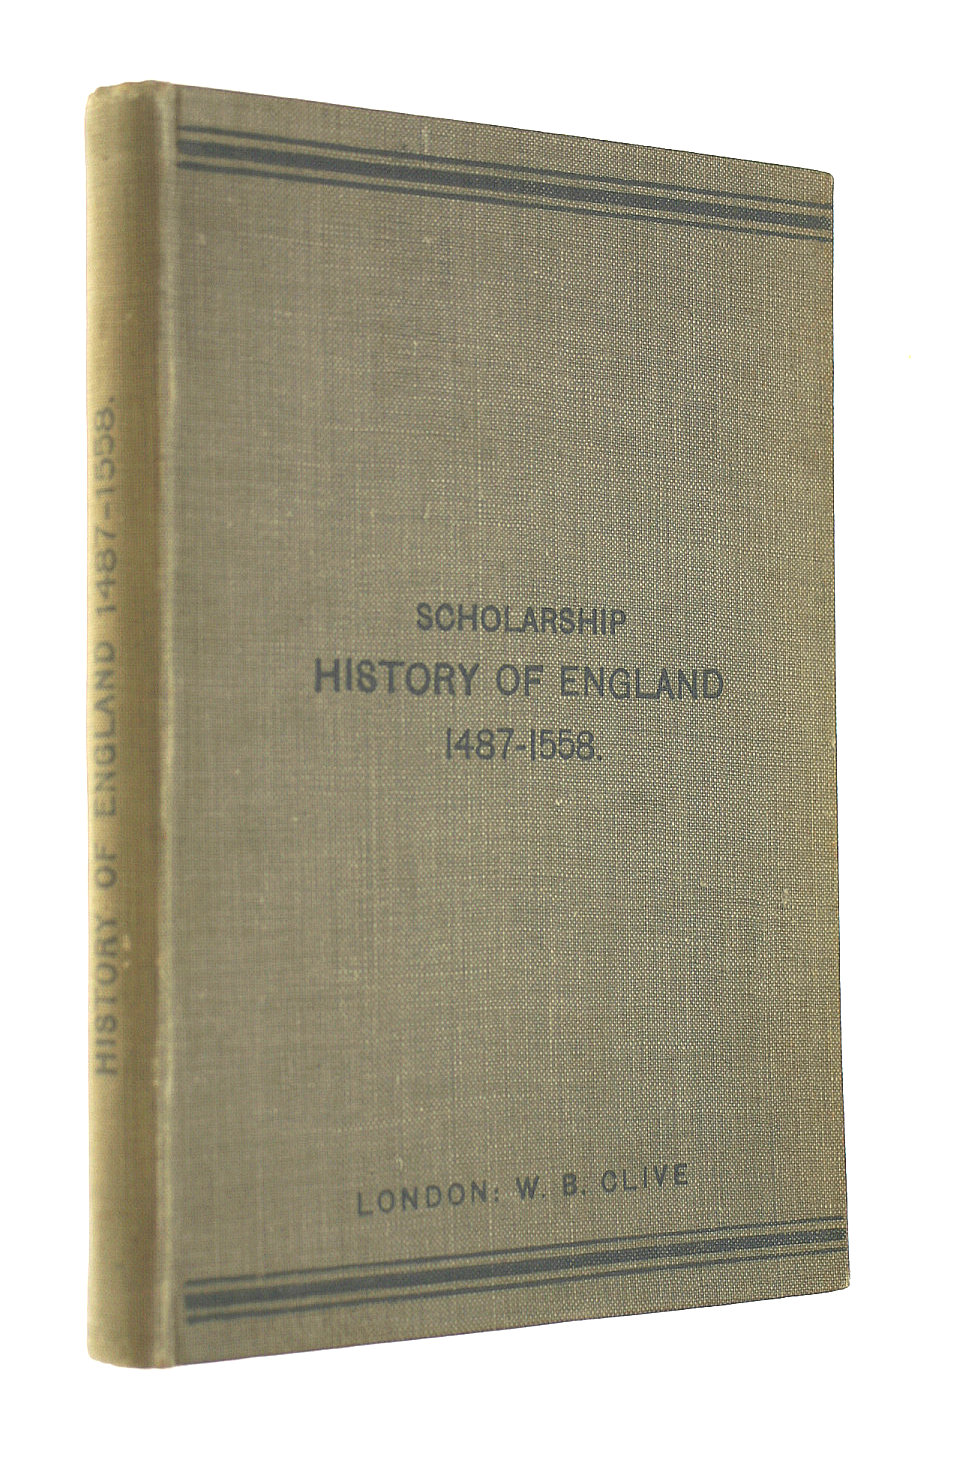 HISTORY OF ENGLAND 1487-1558.
SCHOLARSHIP
HISTORY OF ENGLAND
1487-1558.
LONDON: W. B. CLIVE